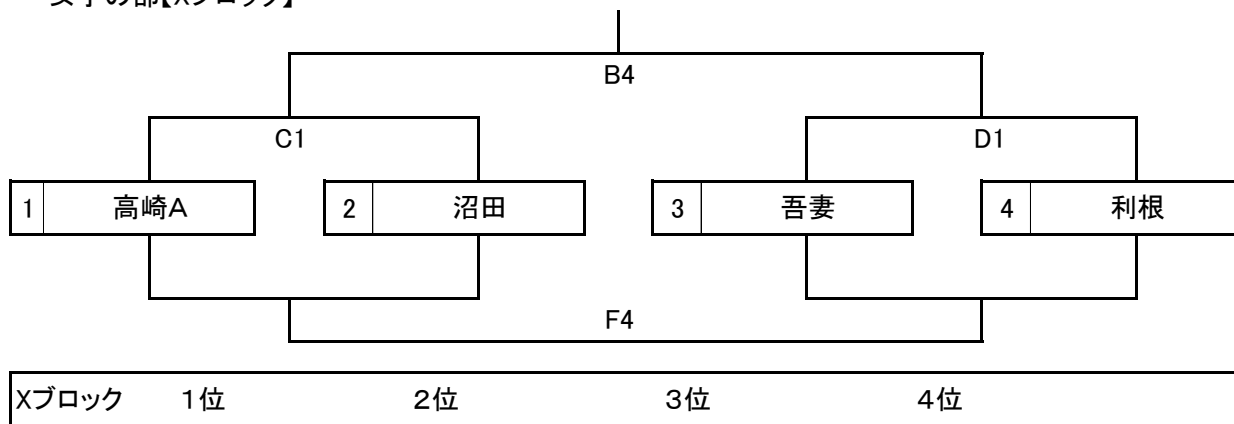 女子の部【Xブロック】
B4
C1 D1
1 高崎A 2 沼田 3 吾妻 4 利根
F4
Xブロック 1位 2位 3位 4位